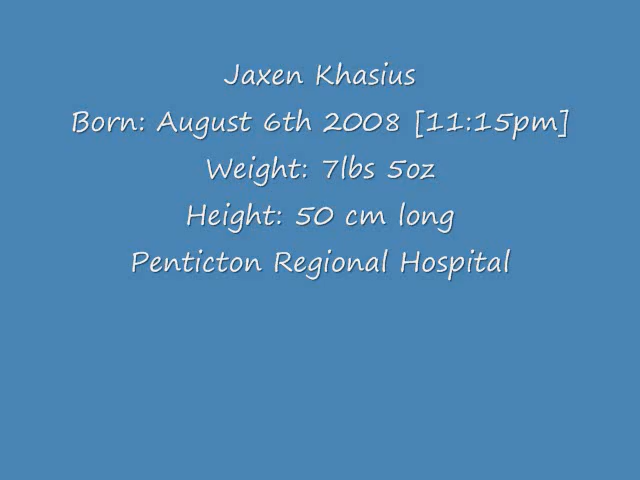 Jaxen Khasius
Born: August 6th 2008 [11:15pm]
Weight: 7lbs 5oz
Height: 50 cm long
Penticton Regional Hospital